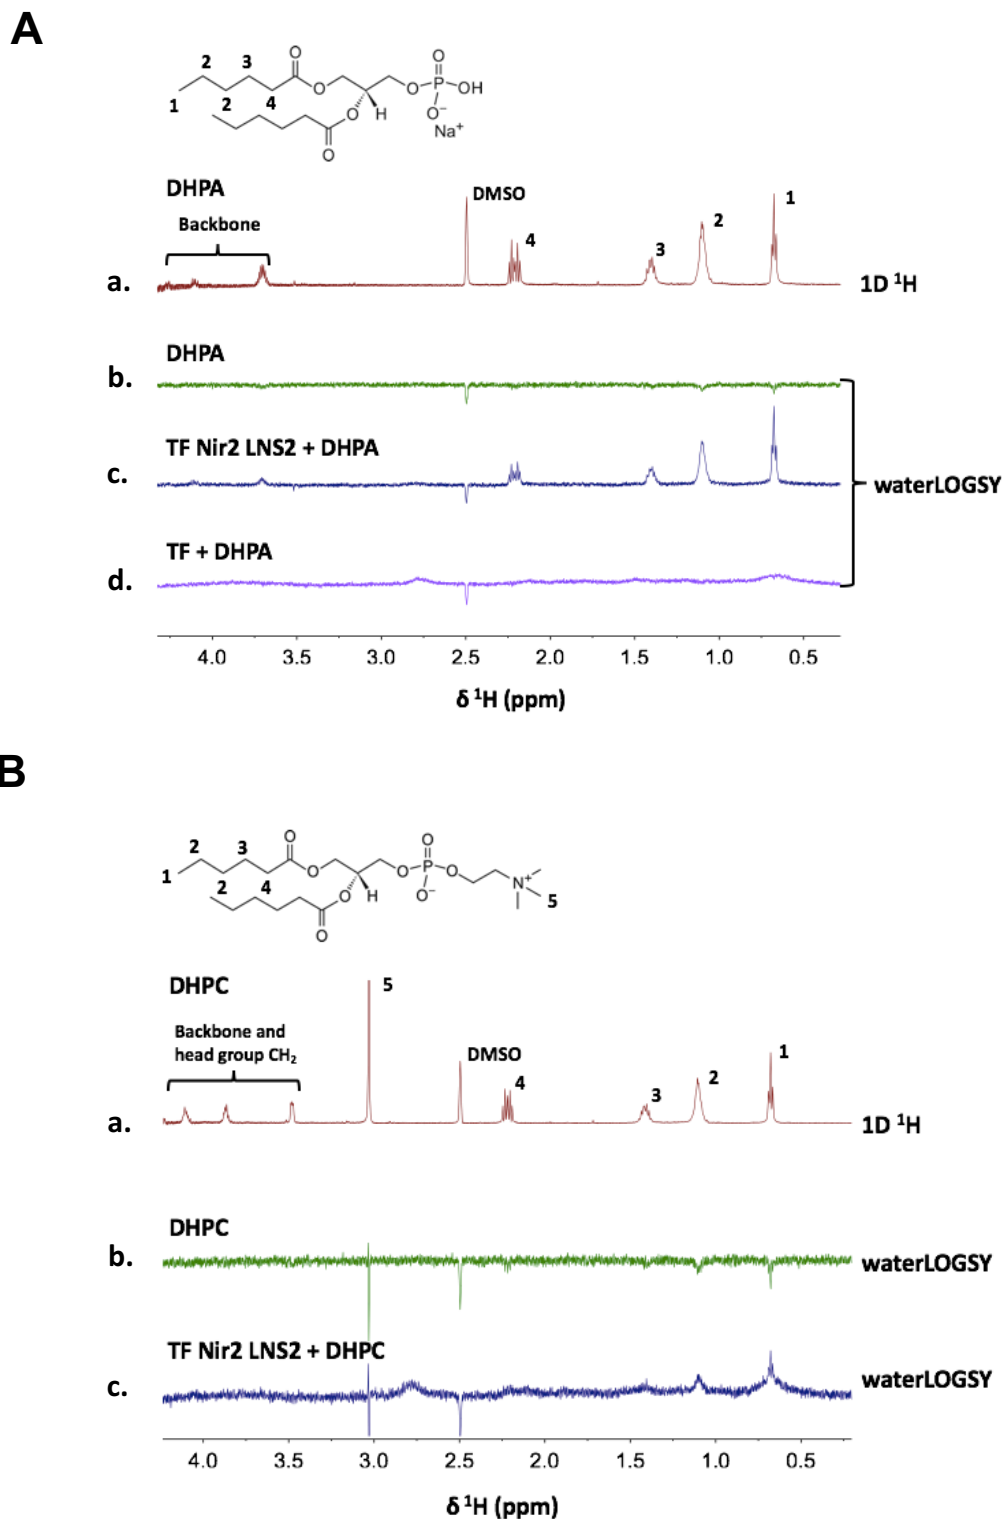 A
O
2
3
O
O
P
OH
1
2
4
O
H
O⁻
Na⁺
O
DHPA
Backbone
DMSO
4
3
2
1
a.
1D ¹H
DHPA
b.
TF Nir2 LNS2 + DHPA
c.
waterLOGSY
TF + DHPA
d.
4.0 3.5 3.0 2.5 2.0 1.5 1.0 0.5
δ ¹H (ppm)
B
O
2
3
O
O
O
P
O
N⁺
1
2
4
O
H
O⁻
5
O
DHPC
5
Backbone and
head group CH₂
DMSO
4
3
2
1
a.
1D ¹H
DHPC
b.
waterLOGSY
TF Nir2 LNS2 + DHPC
c.
waterLOGSY
4.0 3.5 3.0 2.5 2.0 1.5 1.0 0.5
δ ¹H (ppm)